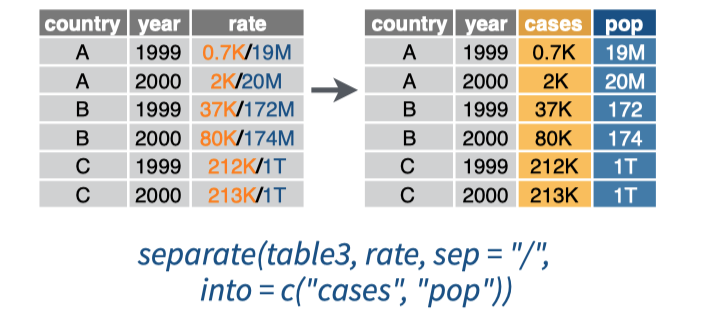 country year rate country year cases pop
A 1999 0.7K/19M A 1999 0.7K 19M
A 2000 2K/20M A 2000 2K 20M
B 1999 37K/172M B 1999 37K 172
B 2000 80K/174M B 2000 80K 174
C 1999 212K/1T C 1999 212K 1T
C 2000 213K/1T C 2000 213K 1T
separate(table3, rate, sep = "/",
into = c("cases", "pop"))